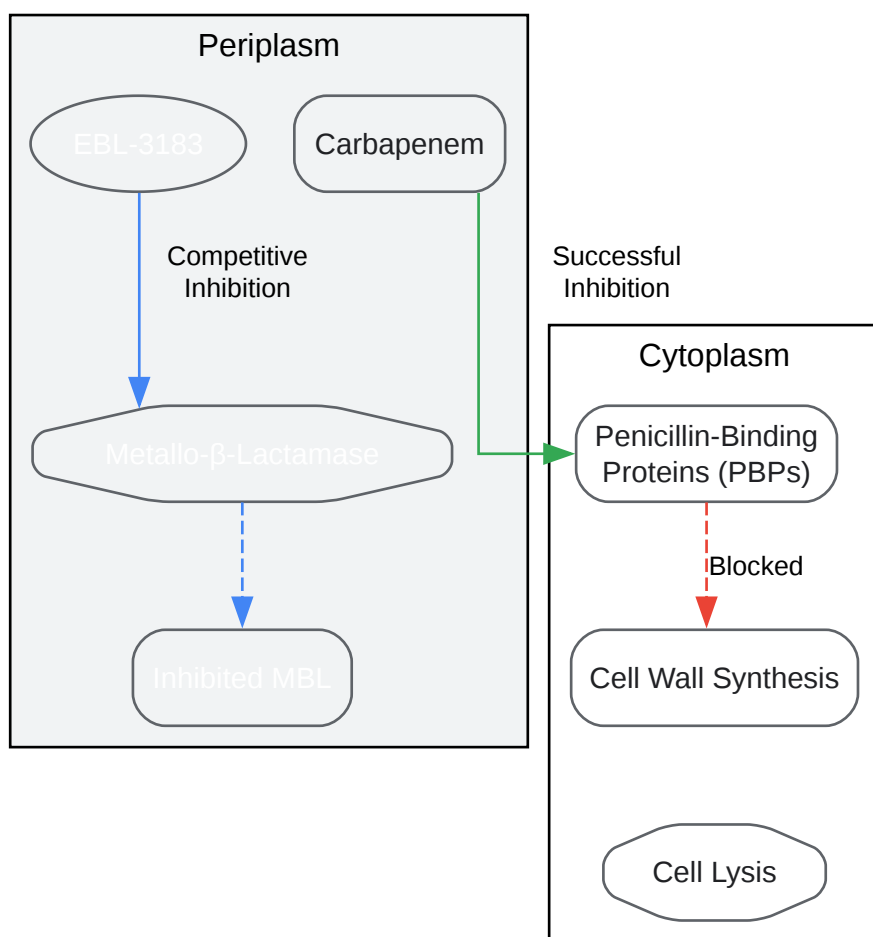 Periplasm
EBL-3183
Carbapenem
Competitive
Inhibition
Successful
Inhibition
Metallo-β-Lactamase
Inhibited MBL
Cytoplasm
Penicillin-Binding
Proteins (PBPs)
Blocked
Cell Wall Synthesis
Cell Lysis